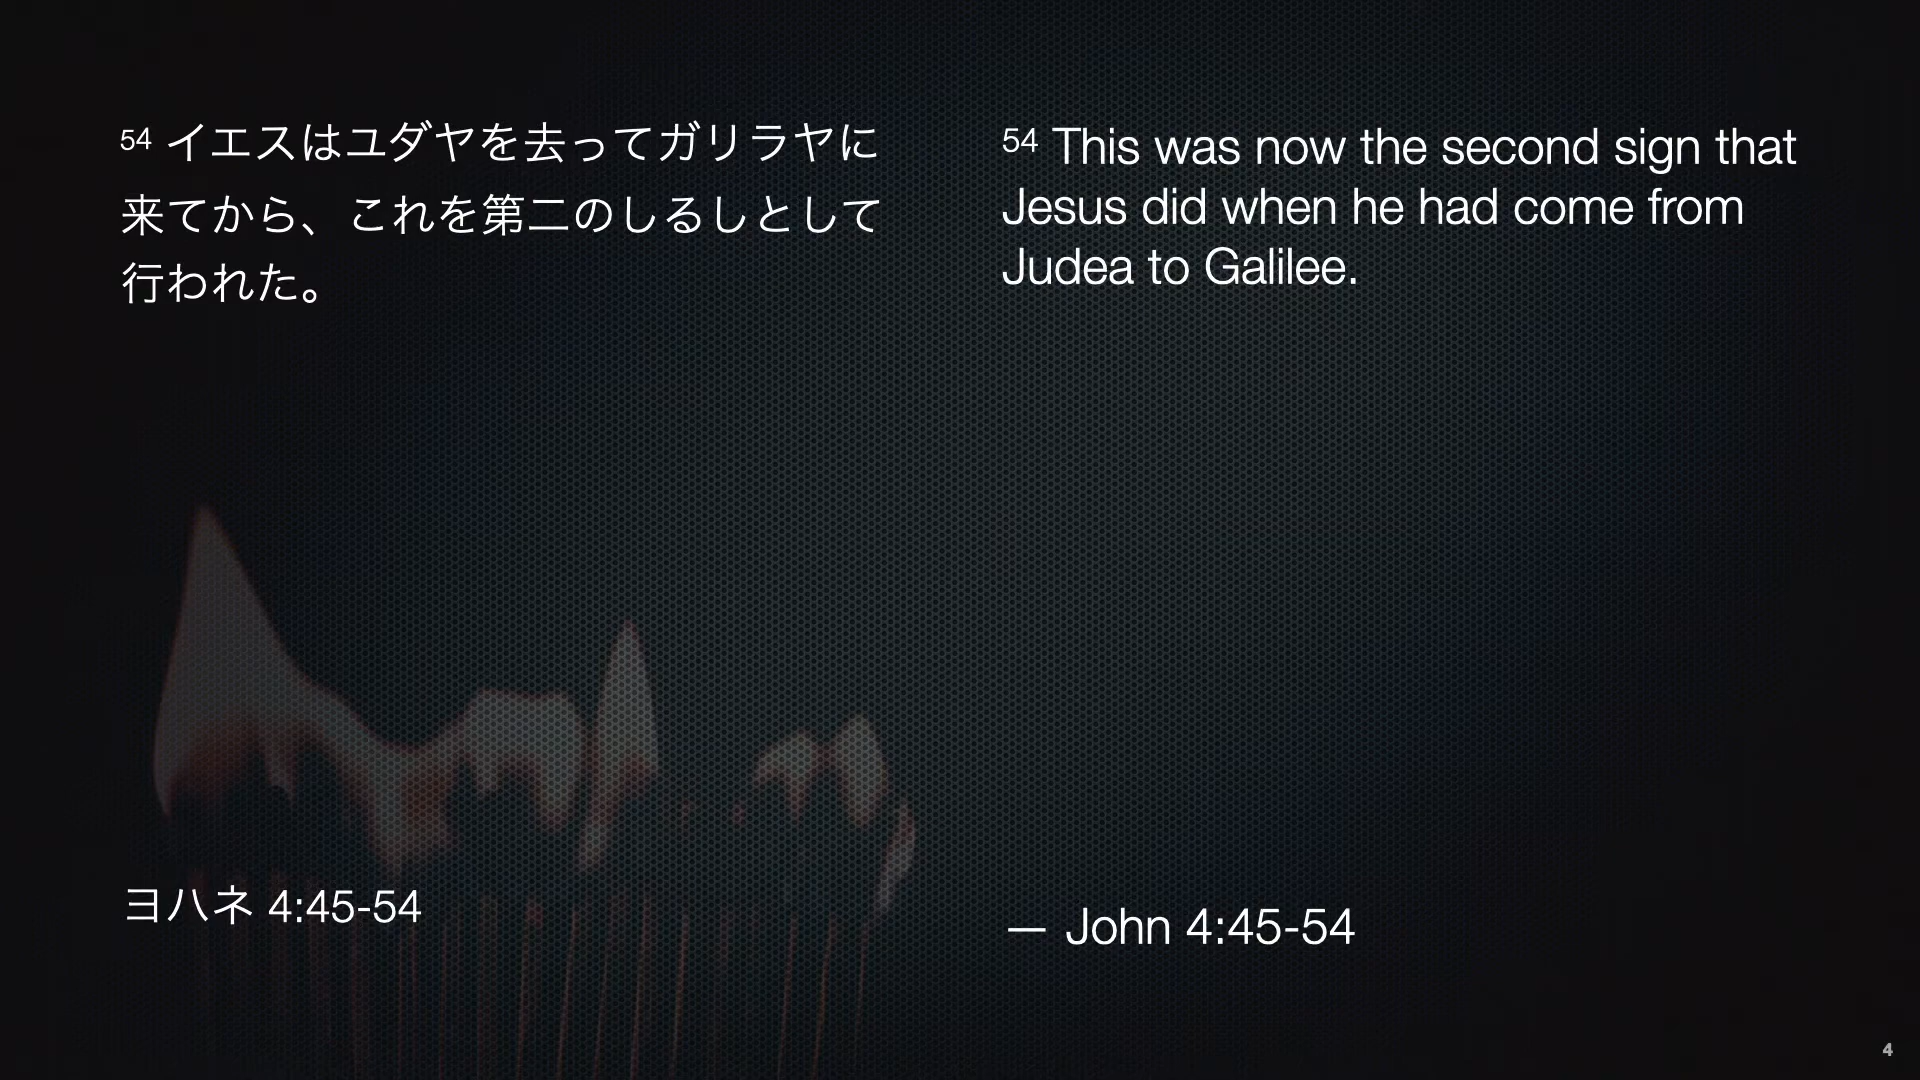 54 イエスはユダヤを去ってガリラヤに
来てから、これを第二のしるしとして
行われた。
ヨハネ 4:45-54
54 This was now the second sign that
Jesus did when he had come from
Judea to Galilee.
— John 4:45-54
4